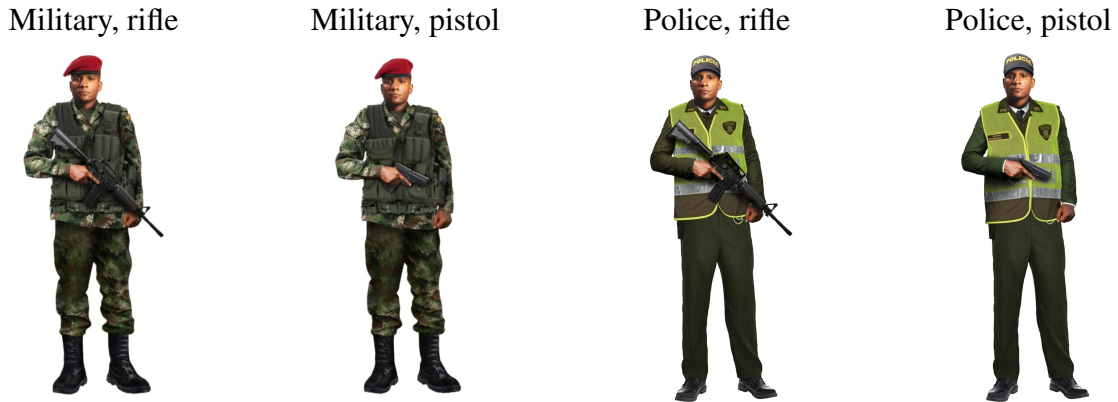 Military, rifle
Military, pistol
Police, rifle
Police, pistol
POLICIA
POLICIA